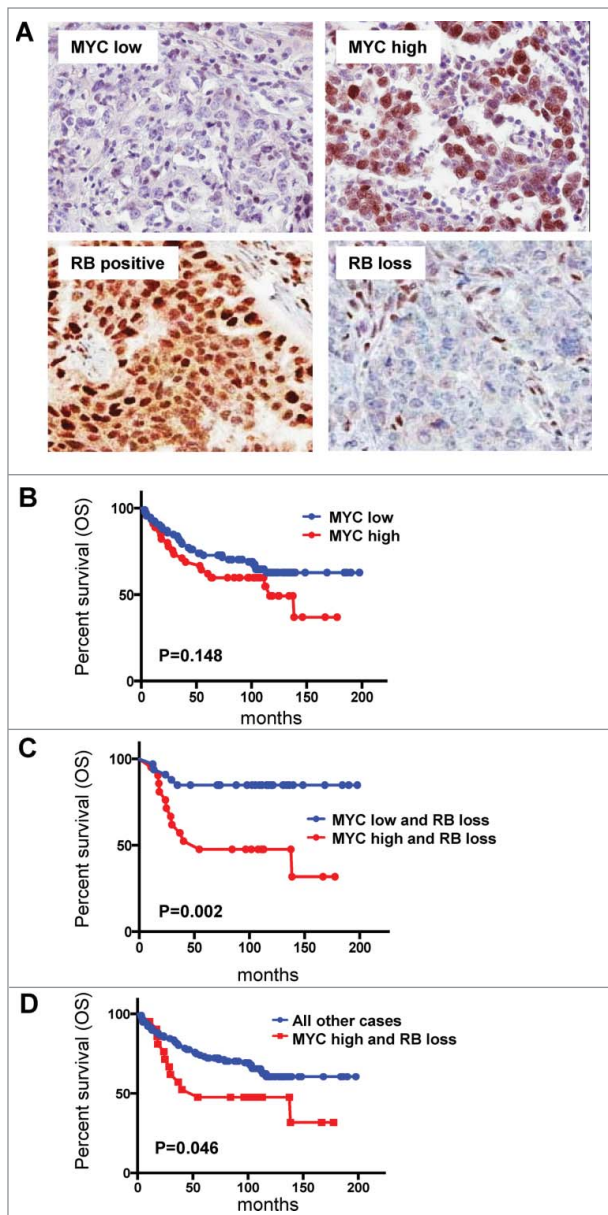 A
MYC low
MYC high
RB positive
RB loss
B
Percent survival (OS)
100
50
0
MYC low
MYC high
P=0.148
0 50 100 150 200
months
C
Percent survival (OS)
100
50
0
MYC low and RB loss
MYC high and RB loss
P=0.002
0 50 100 150 200
months
D
Percent survival (OS)
100
50
0
All other cases
MYC high and RB loss
P=0.046
0 50 100 150 200
months